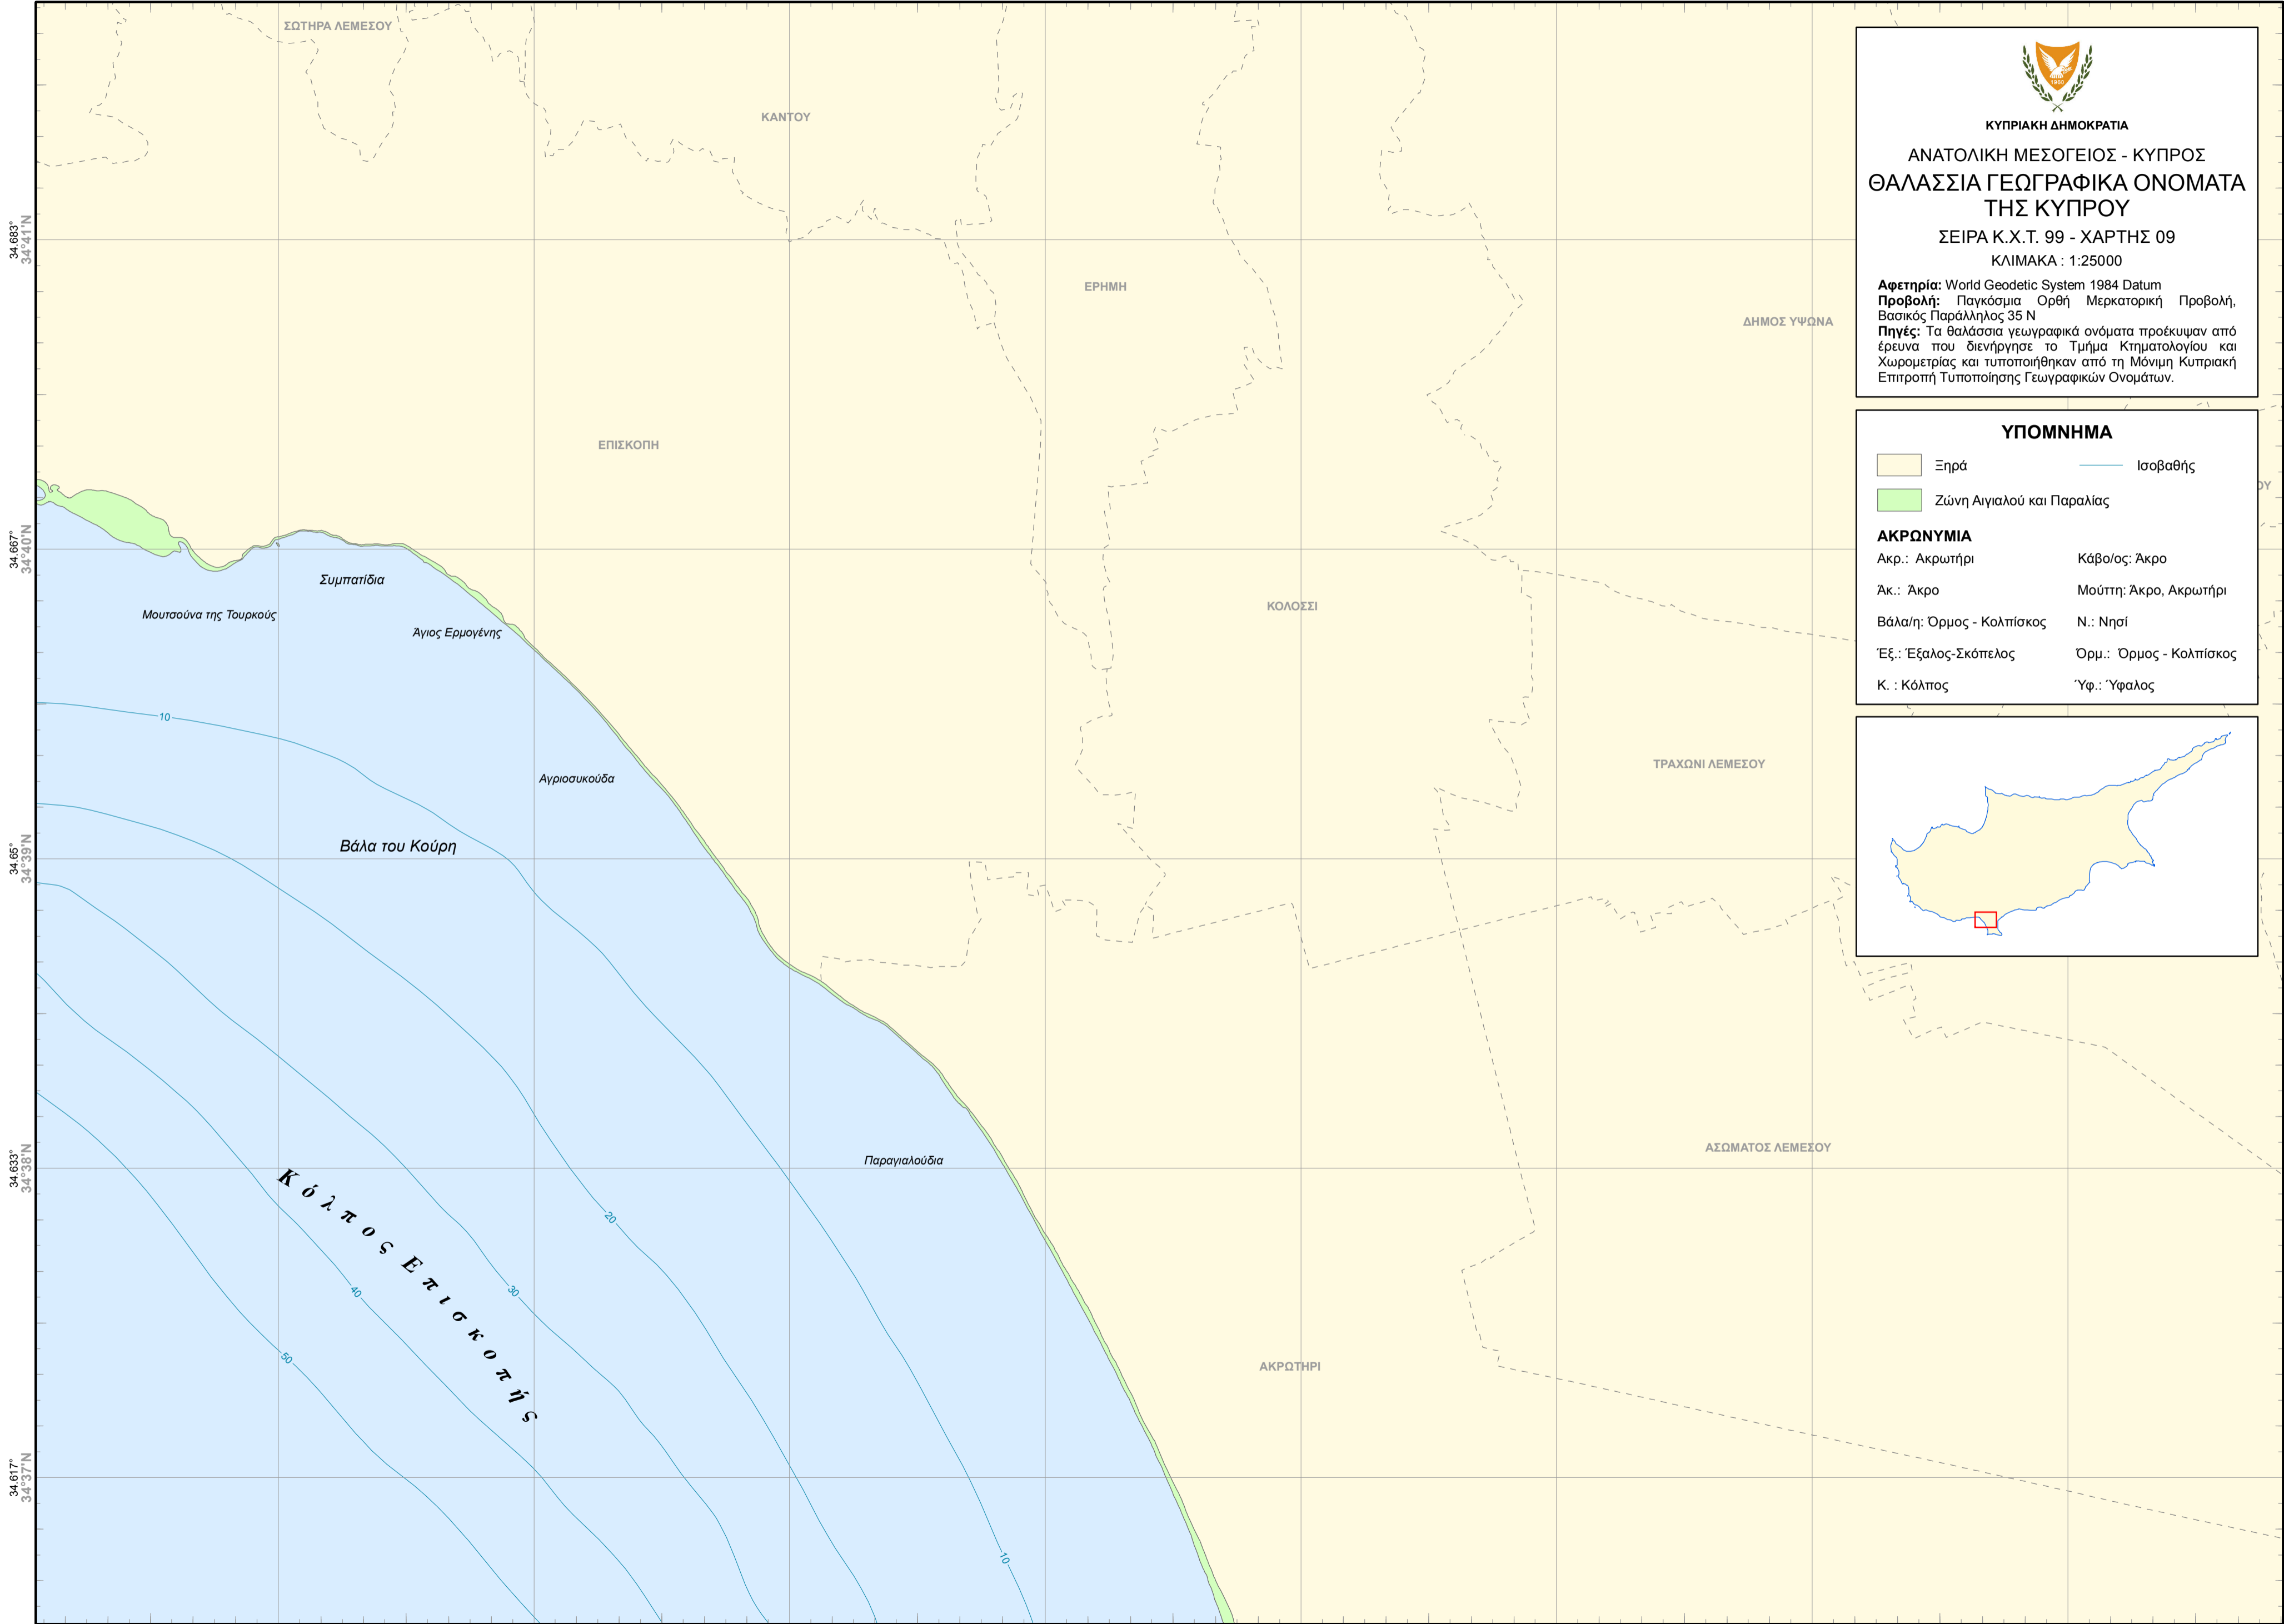 ΣΩΤΗΡΑ ΛΕΜΕΣΟΥ
ΚΑΝΤΟΥ
ΕΡΗΜΗ
ΔΗΜΟΣ ΥΨΩΝΑ
ΕΠΙΣΚΟΠΗ
ΚΟΛΟΣΣΙ
ΤΡΑΧΩΝΙ ΛΕΜΕΣΟΥ
ΑΣΩΜΑΤΟΣ ΛΕΜΕΣΟΥ
ΑΚΡΩΤΗΡΙ
34.683°
34°41'N
34.667°
34°40'N
34.65°
34°39'N
34.633°
34°38'N
34.617°
34°37'N
Συμπατίδια
Μουτσούνα της Τουρκούς
Άγιος Ερμογένης
10
Αγριοσυκούδα
Βάλα του Κούρη
Παραγιαλούδια
Κόλπος Επισκοπής
20
30
40
50
10
1960
ΚΥΠΡΙΑΚΗ ΔΗΜΟΚΡΑΤΙΑ
ΑΝΑΤΟΛΙΚΗ ΜΕΣΟΓΕΙΟΣ - ΚΥΠΡΟΣ
ΘΑΛΑΣΣΙΑ ΓΕΩΓΡΑΦΙΚΑ ΟΝΟΜΑΤΑ
ΤΗΣ ΚΥΠΡΟΥ
ΣΕΙΡΑ Κ.Χ.Τ. 99 - ΧΑΡΤΗΣ 09
ΚΛΙΜΑΚΑ : 1:25000
Αφετηρία: World Geodetic System 1984 Datum
Προβολή: Παγκόσμια Ορθή Μερκατορική Προβολή,
Βασικός Παράλληλος 35 Ν
Πηγές: Τα θαλάσσια γεωγραφικά ονόματα προέκυψαν από
έρευνα που διενήργησε το Τμήμα Κτηματολογίου και
Χωρομετρίας και τυποποιήθηκαν από τη Μόνιμη Κυπριακή
Επιτροπή Τυποποίησης Γεωγραφικών Ονομάτων.
ΥΠΟΜΝΗΜΑ
Ξηρά
Ισοβαθής
Ζώνη Αιγιαλού και Παραλίας
ΑΚΡΩΝΥΜΙΑ
Ακρ.: Ακρωτήρι
Κάβο/ος: Άκρο
Άκ.: Άκρο
Μούττη: Άκρο, Ακρωτήρι
Βάλα/η: Όρμος - Κολπίσκος
Ν.: Νησί
Έξ.: Έξαλος-Σκόπελος
Όρμ.: Όρμος - Κολπίσκος
Κ. : Κόλπος
Ύφ.: Ύφαλος
ΟΥ